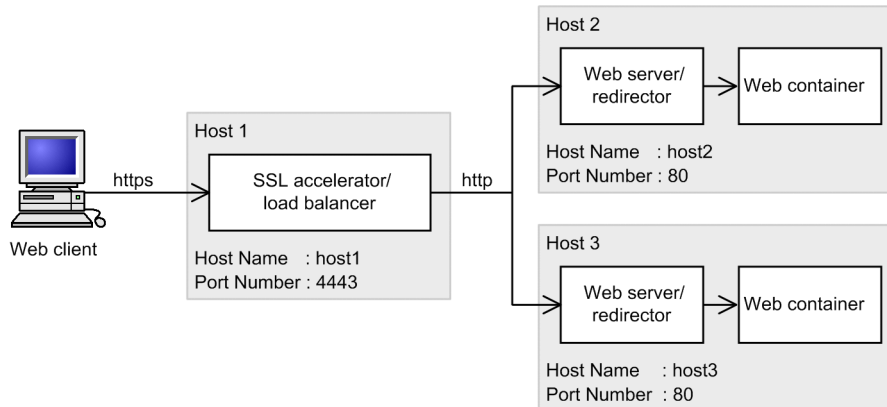 Web client
https
Host 1
SSL accelerator/
load balancer
Host Name : host1
Port Number : 4443
http
Host 2
Web server/
redirector
Web container
Host Name : host2
Port Number : 80
Host 3
Web server/
redirector
Web container
Host Name : host3
Port Number : 80